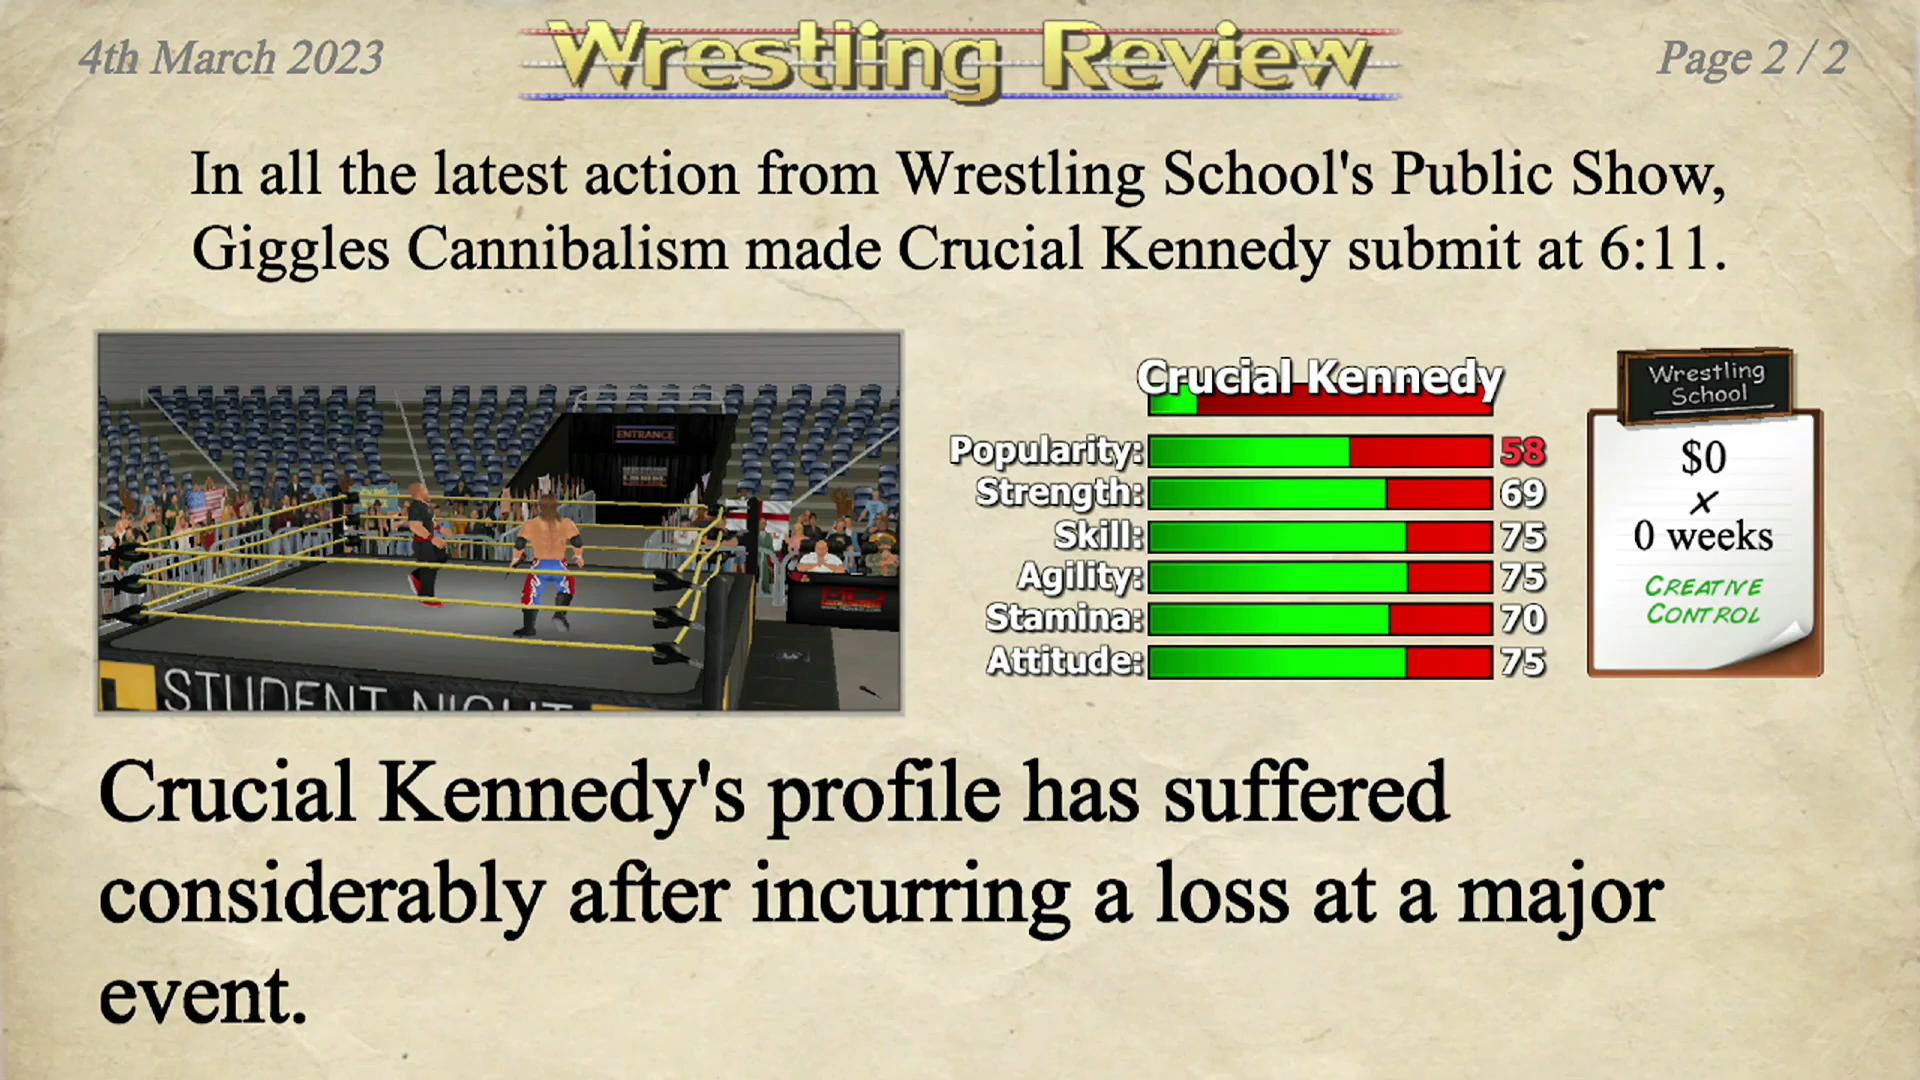 4th March 2023
Wrestling Review
Page 2 / 2
In all the latest action from Wrestling School's Public Show,
Giggles Cannibalism made Crucial Kennedy submit at 6:11.
ENTRANCE
STUDENT NIGHT
Crucial Kennedy
Popularity: 58
Strength: 69
Skill: 75
Agility: 75
Stamina: 70
Attitude: 75
Wrestling
School
$0
x
0 weeks
CREATIVE
CONTROL
Crucial Kennedy's profile has suffered
considerably after incurring a loss at a major
event.